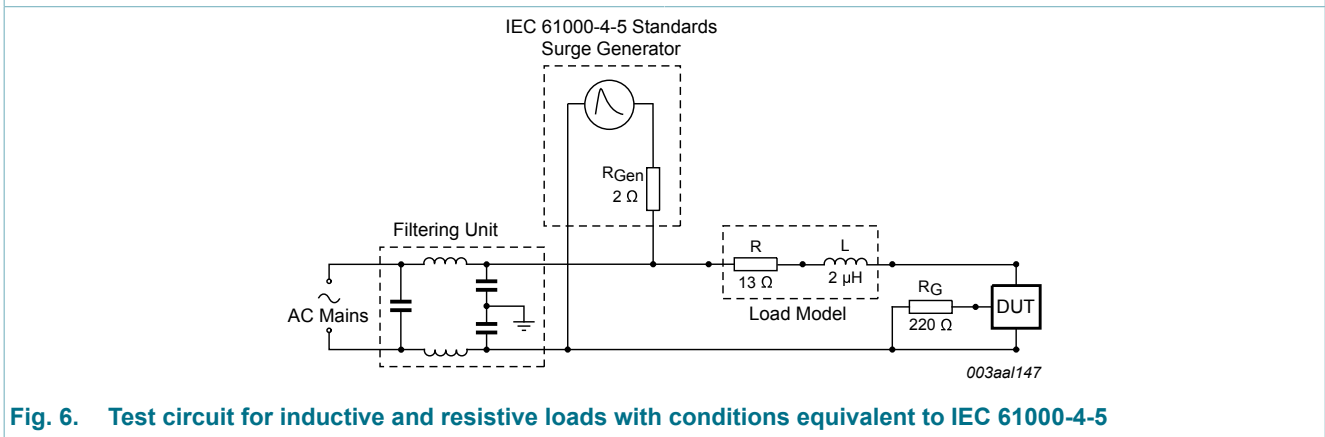 IEC 61000-4-5 Standards
Surge Generator
RGen
2 Ω
Filtering Unit
AC Mains
R
13 Ω
L
2 μH
Load Model
RG
220 Ω
DUT
003aal147
Fig. 6. Test circuit for inductive and resistive loads with conditions equivalent to IEC 61000-4-5